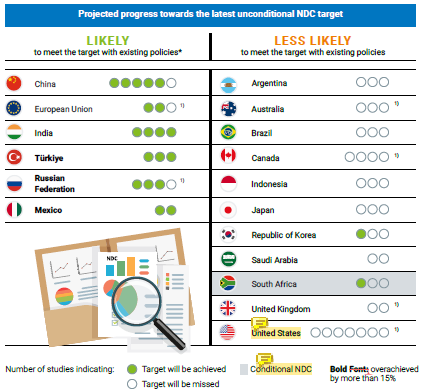 Projected progress towards the latest unconditional NDC target
LIKELY
to meet the target with existing policies*
LESS LIKELY
to meet the target with existing policies
China
European Union 1)
India
Türkiye
Russian
Federation 1)
Mexico
Argentina
Australia 1)
Brazil
Canada 1)
Indonesia
Japan
Republic of Korea
Saudi Arabia
South Africa
United Kingdom 1)
United States 1)
NDC
Number of studies indicating:
Target will be achieved
Target will be missed
Conditional NDC
Bold Font: overachieved
by more than 15%